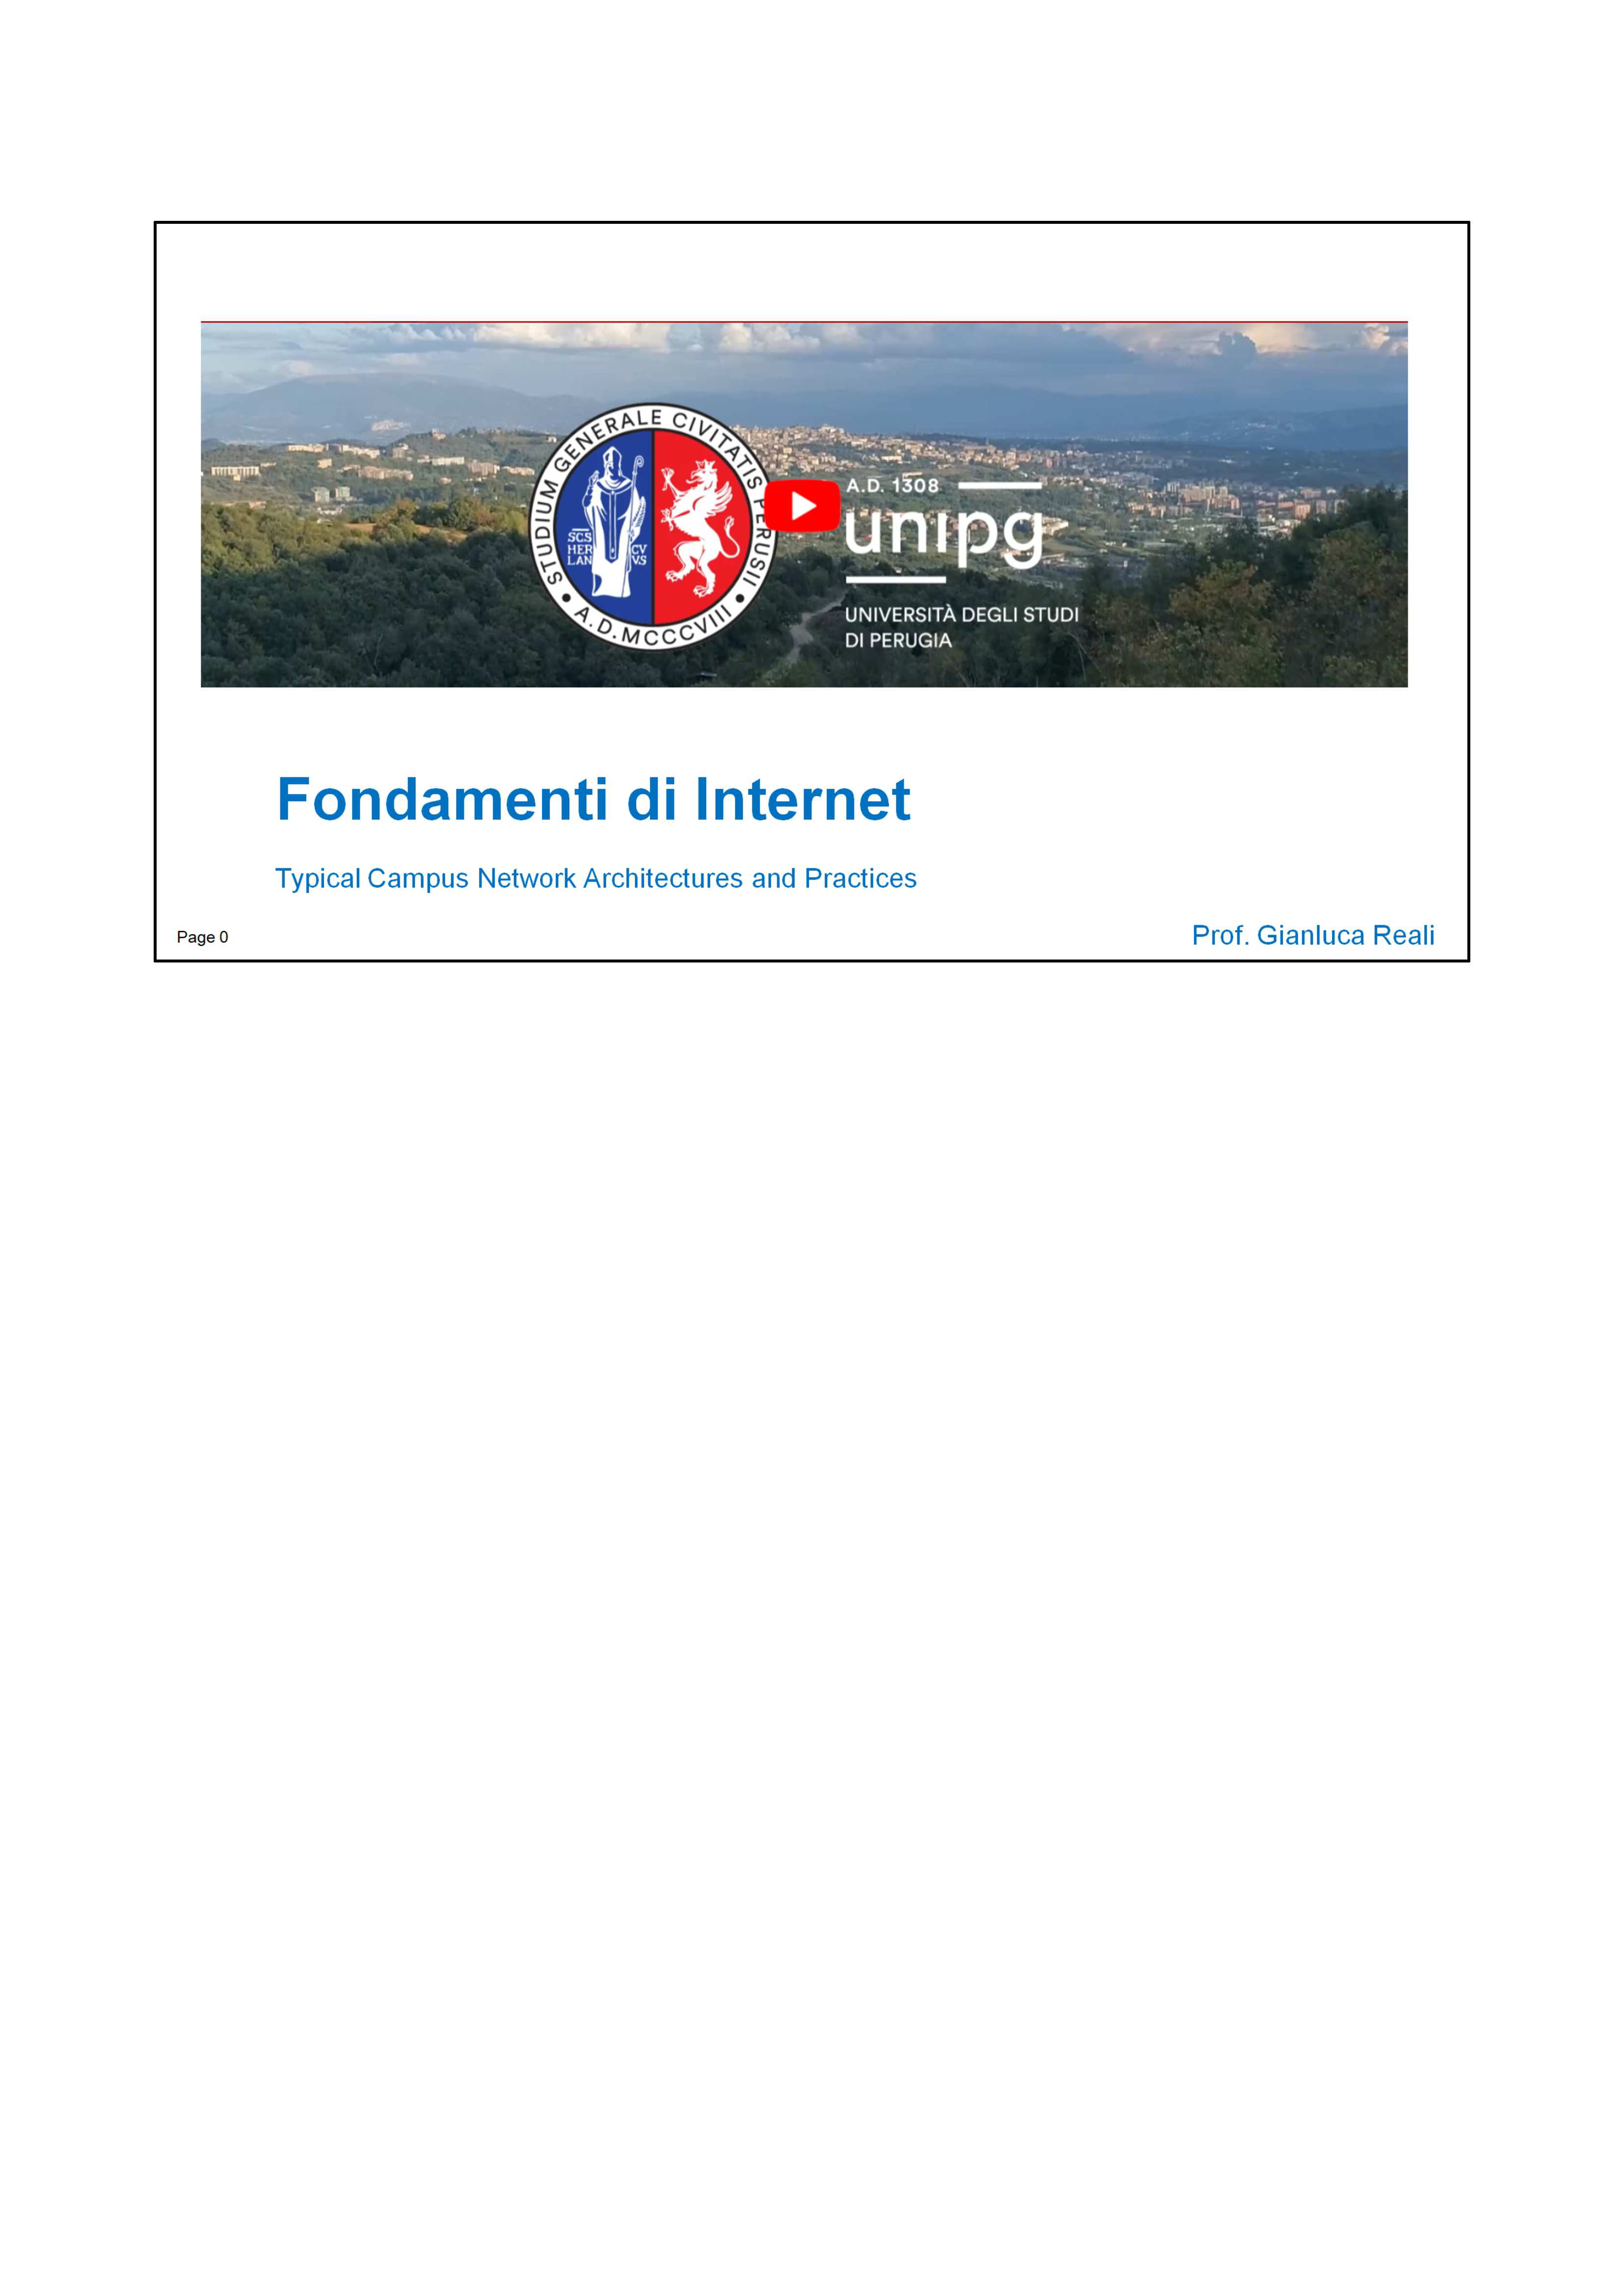 STUDIUM GENERALE CIVITATIS PERUSII
• A.D.MCCCVIII •
SCS
HER
LAN
CV
VS
A.D. 1308
unipg
UNIVERSITÀ DEGLI STUDI
DI PERUGIA
Fondamenti di Internet
Typical Campus Network Architectures and Practices
Page 0
Prof. Gianluca Reali